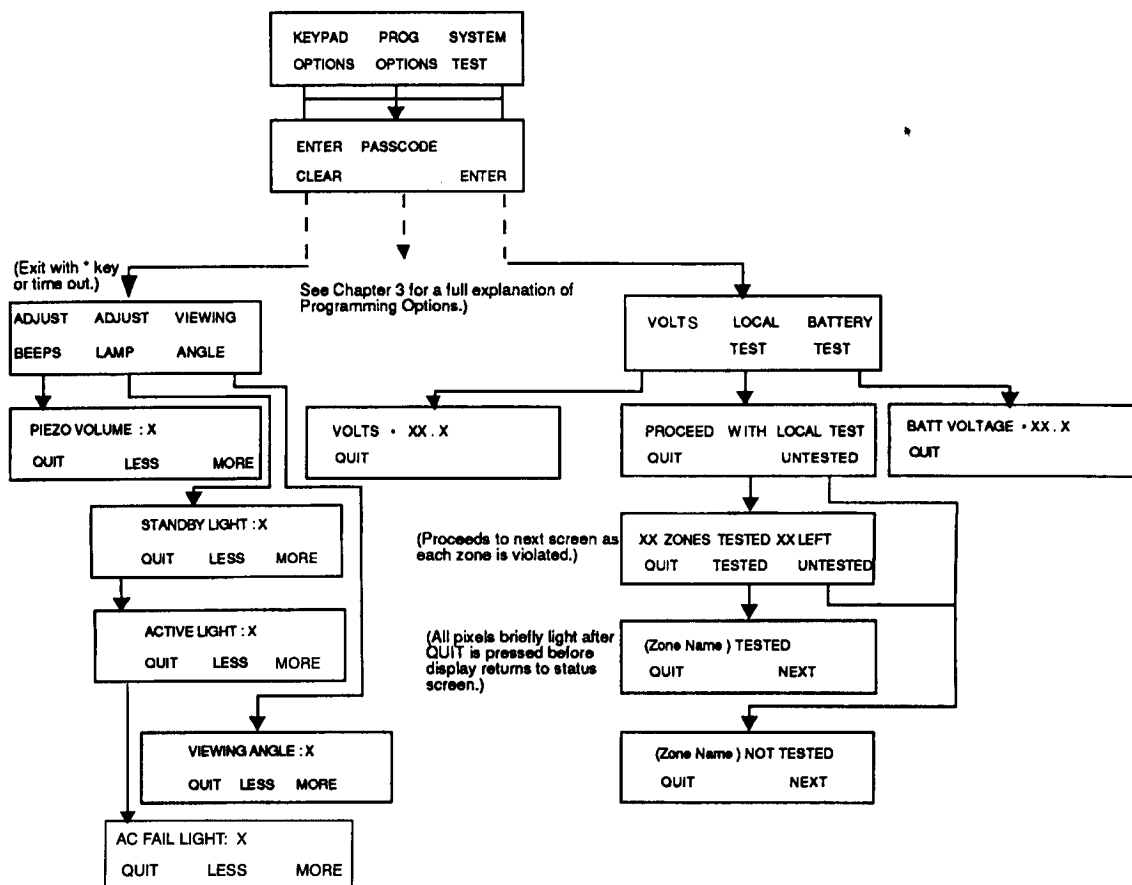 KEYPAD PROG SYSTEM
OPTIONS OPTIONS TEST
ENTER PASSCODE
CLEAR ENTER
(Exit with * key
or time out.)
See Chapter 3 for a full explanation of
Programming Options.)
ADJUST ADJUST VIEWING
BEEPS LAMP ANGLE
VOLTS LOCAL BATTERY
TEST TEST
PIEZO VOLUME : X
QUIT LESS MORE
VOLTS • XX . X
QUIT
PROCEED WITH LOCAL TEST
QUIT UNTESTED
BATT VOLTAGE • XX . X
QUIT
STANDBY LIGHT : X
QUIT LESS MORE
(Proceeds to next screen as
each zone is violated.)
XX ZONES TESTED XX LEFT
QUIT TESTED UNTESTED
ACTIVE LIGHT : X
QUIT LESS MORE
(All pixels briefly light after
QUIT is pressed before
display returns to status
screen.)
(Zone Name ) TESTED
QUIT NEXT
VIEWING ANGLE : X
QUIT LESS MORE
(Zone Name ) NOT TESTED
QUIT NEXT
AC FAIL LIGHT: X
QUIT LESS MORE